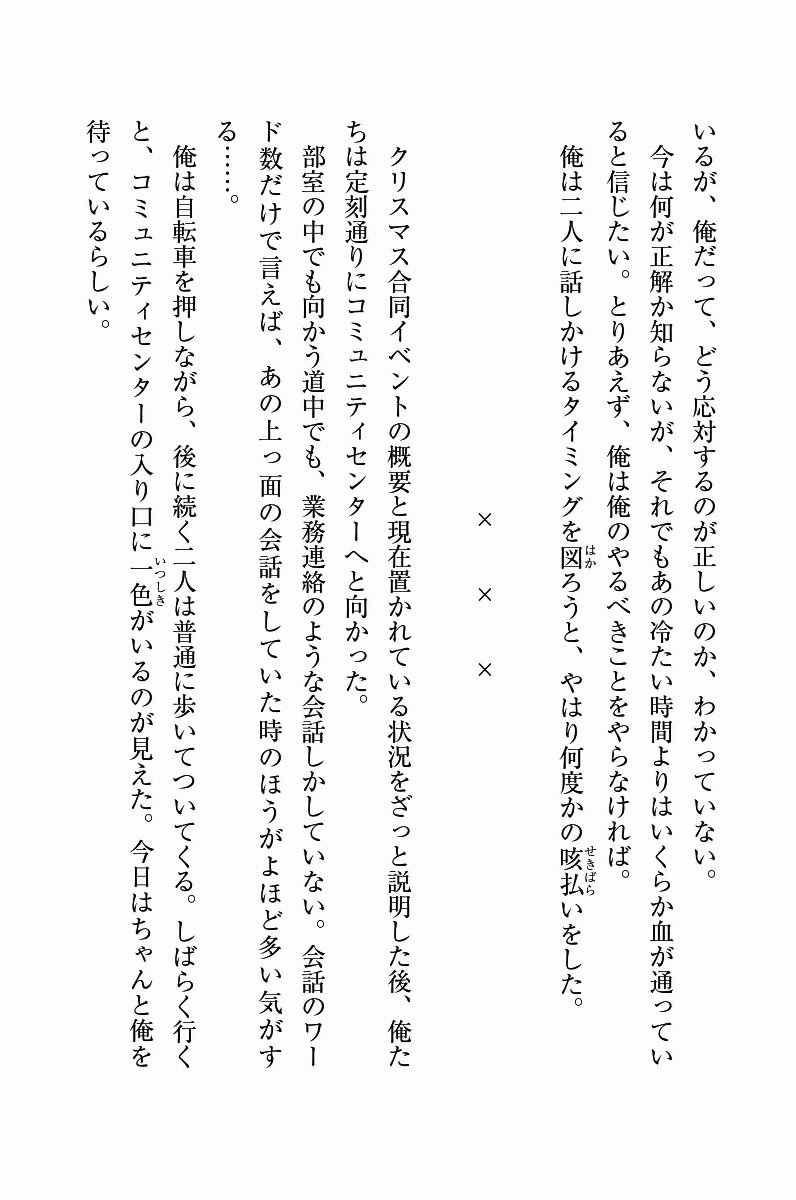 いるが、俺だって、どう応対するのが正しいのか、わかっていない。
今は何が正解か知らないが、それでもあの冷たい時間よりはいくらか血が通ってい
ると信じたい。とりあえず、俺は俺のやるべきことをやらなければ。
俺は二人に話しかけるタイミングを図ろうと、やはり何度かの咳払いをした。
はか
せきばら
×　×　×
クリスマス合同イベントの概要と現在置かれている状況をざっと説明した後、俺た
ちは定刻通りにコミュニティセンターへと向かった。
部室の中でも向かう道中でも、業務連絡のような会話しかしていない。会話のワー
ド数だけで言えば、あの上っ面の会話をしていた時のほうがよほど多い気がす
る……。
俺は自転車を押しながら、後に続く二人は普通に歩いてついてくる。しばらく行く
と、コミュニティセンターの入り口に一色がいるのが見えた。今日はちゃんと俺を
いつしき
待っているらしい。